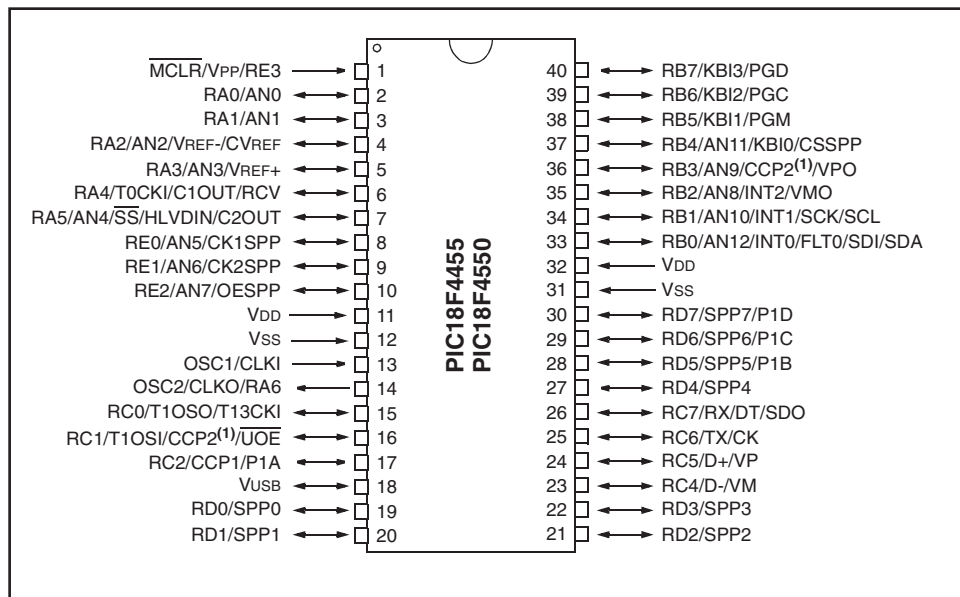 MCLR/VPP/RE3 1
RA0/AN0 2
RA1/AN1 3
RA2/AN2/VREF-/CVREF 4
RA3/AN3/VREF+ 5
RA4/T0CKI/C1OUT/RCV 6
RA5/AN4/SS/HLVDIN/C2OUT 7
RE0/AN5/CK1SPP 8
RE1/AN6/CK2SPP 9
RE2/AN7/OESPP 10
VDD 11
VSS 12
OSC1/CLKI 13
OSC2/CLKO/RA6 14
RC0/T1OSO/T13CKI 15
RC1/T1OSI/CCP2(1)/UOE 16
RC2/CCP1/P1A 17
VUSB 18
RD0/SPP0 19
RD1/SPP1 20
PIC18F4455
PIC18F4550
40 RB7/KBI3/PGD
39 RB6/KBI2/PGC
38 RB5/KBI1/PGM
37 RB4/AN11/KBI0/CSSPP
36 RB3/AN9/CCP2(1)/VPO
35 RB2/AN8/INT2/VMO
34 RB1/AN10/INT1/SCK/SCL
33 RB0/AN12/INT0/FLT0/SDI/SDA
32 VDD
31 VSS
30 RD7/SPP7/P1D
29 RD6/SPP6/P1C
28 RD5/SPP5/P1B
27 RD4/SPP4
26 RC7/RX/DT/SDO
25 RC6/TX/CK
24 RC5/D+/VP
23 RC4/D-/VM
22 RD3/SPP3
21 RD2/SPP2